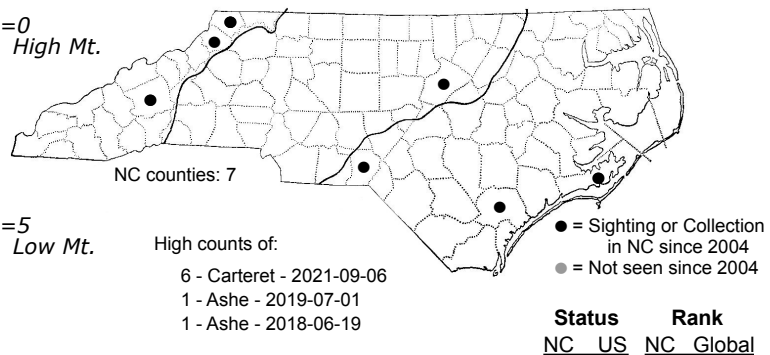 =0
High Mt.
NC counties: 7
=5
Low Mt.
High counts of:
6 - Carteret - 2021-09-06
1 - Ashe - 2019-07-01
1 - Ashe - 2018-06-19
= Sighting or Collection
in NC since 2004
= Not seen since 2004
Status Rank
NC US NC Global